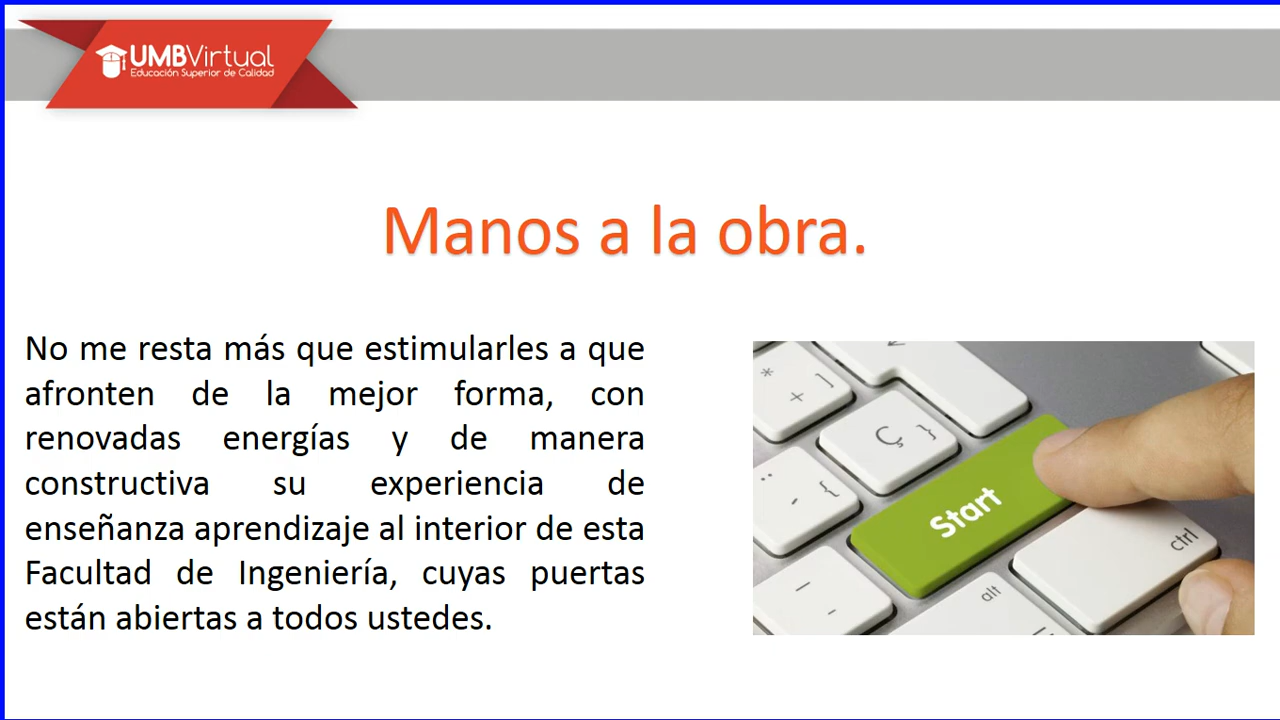 UMBVirtual
Educación Superior de Calidad
Manos a la obra.
No me resta más que estimularles a que
afronten de la mejor forma, con
renovadas energías y de manera
constructiva su experiencia de
enseñanza aprendizaje al interior de esta
Facultad de Ingeniería, cuyas puertas
están abiertas a todos ustedes.
* ]
+
Ç }
¨ {
Start
ctrl
alt